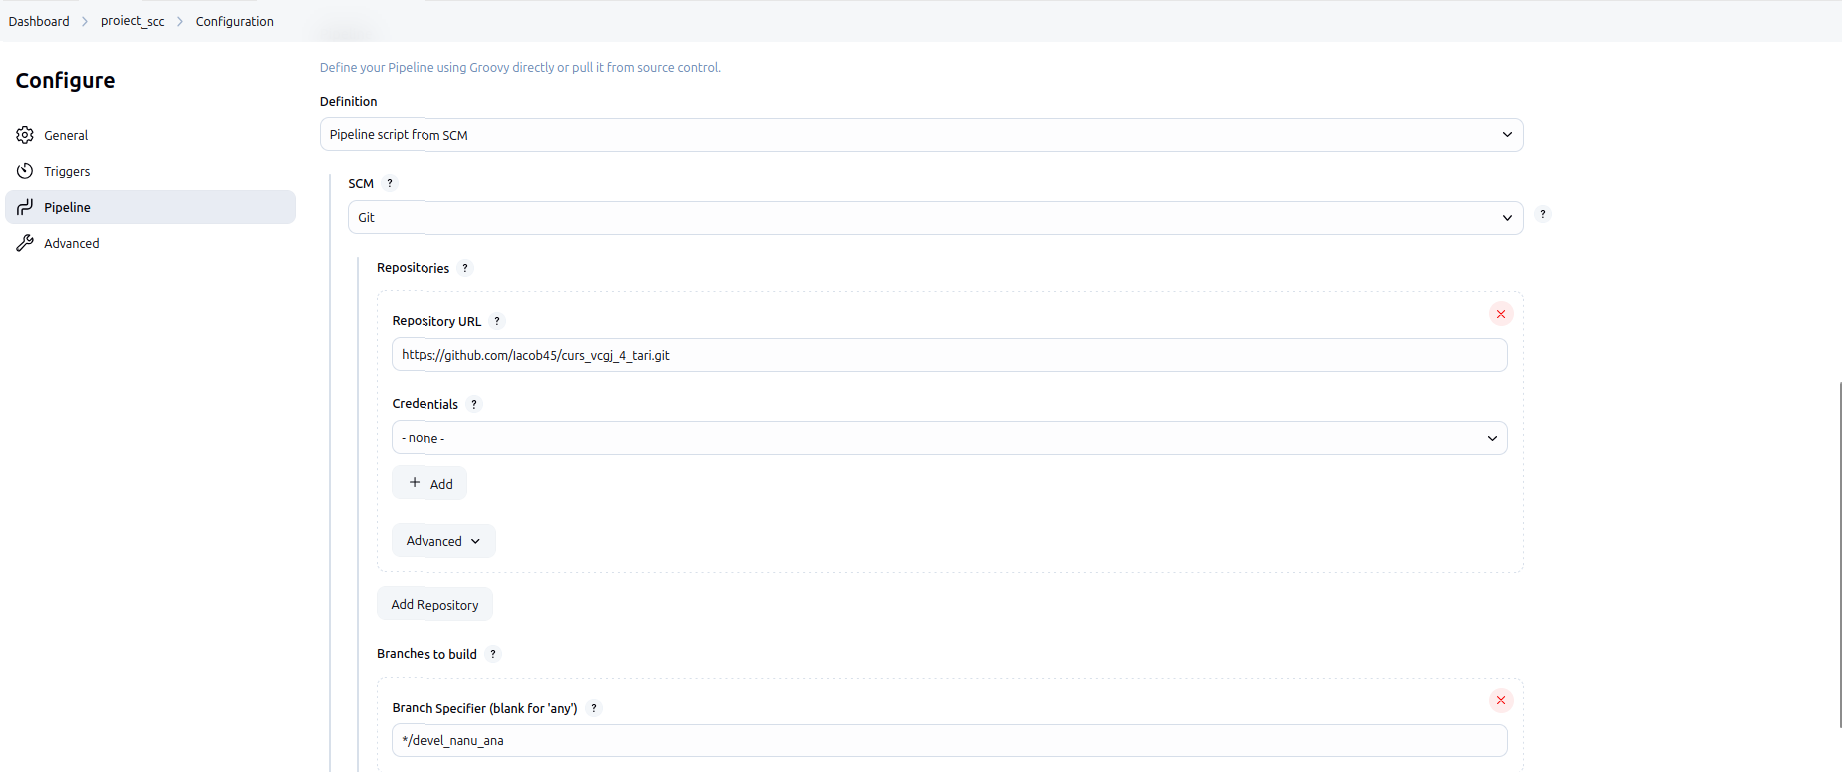 Dashboard > proiect_scc > Configuration
Configure
General
Triggers
Pipeline
Advanced
Define your Pipeline using Groovy directly or pull it from source control.
Definition
Pipeline script from SCM
SCM ?
Git
?
Repositories ?
Repository URL ?
https://github.com/Iacob45/curs_vcgj_4_tari.git
Credentials ?
- none -
+ Add
Advanced
Add Repository
Branches to build ?
Branch Specifier (blank for 'any') ?
*/devel_nanu_ana